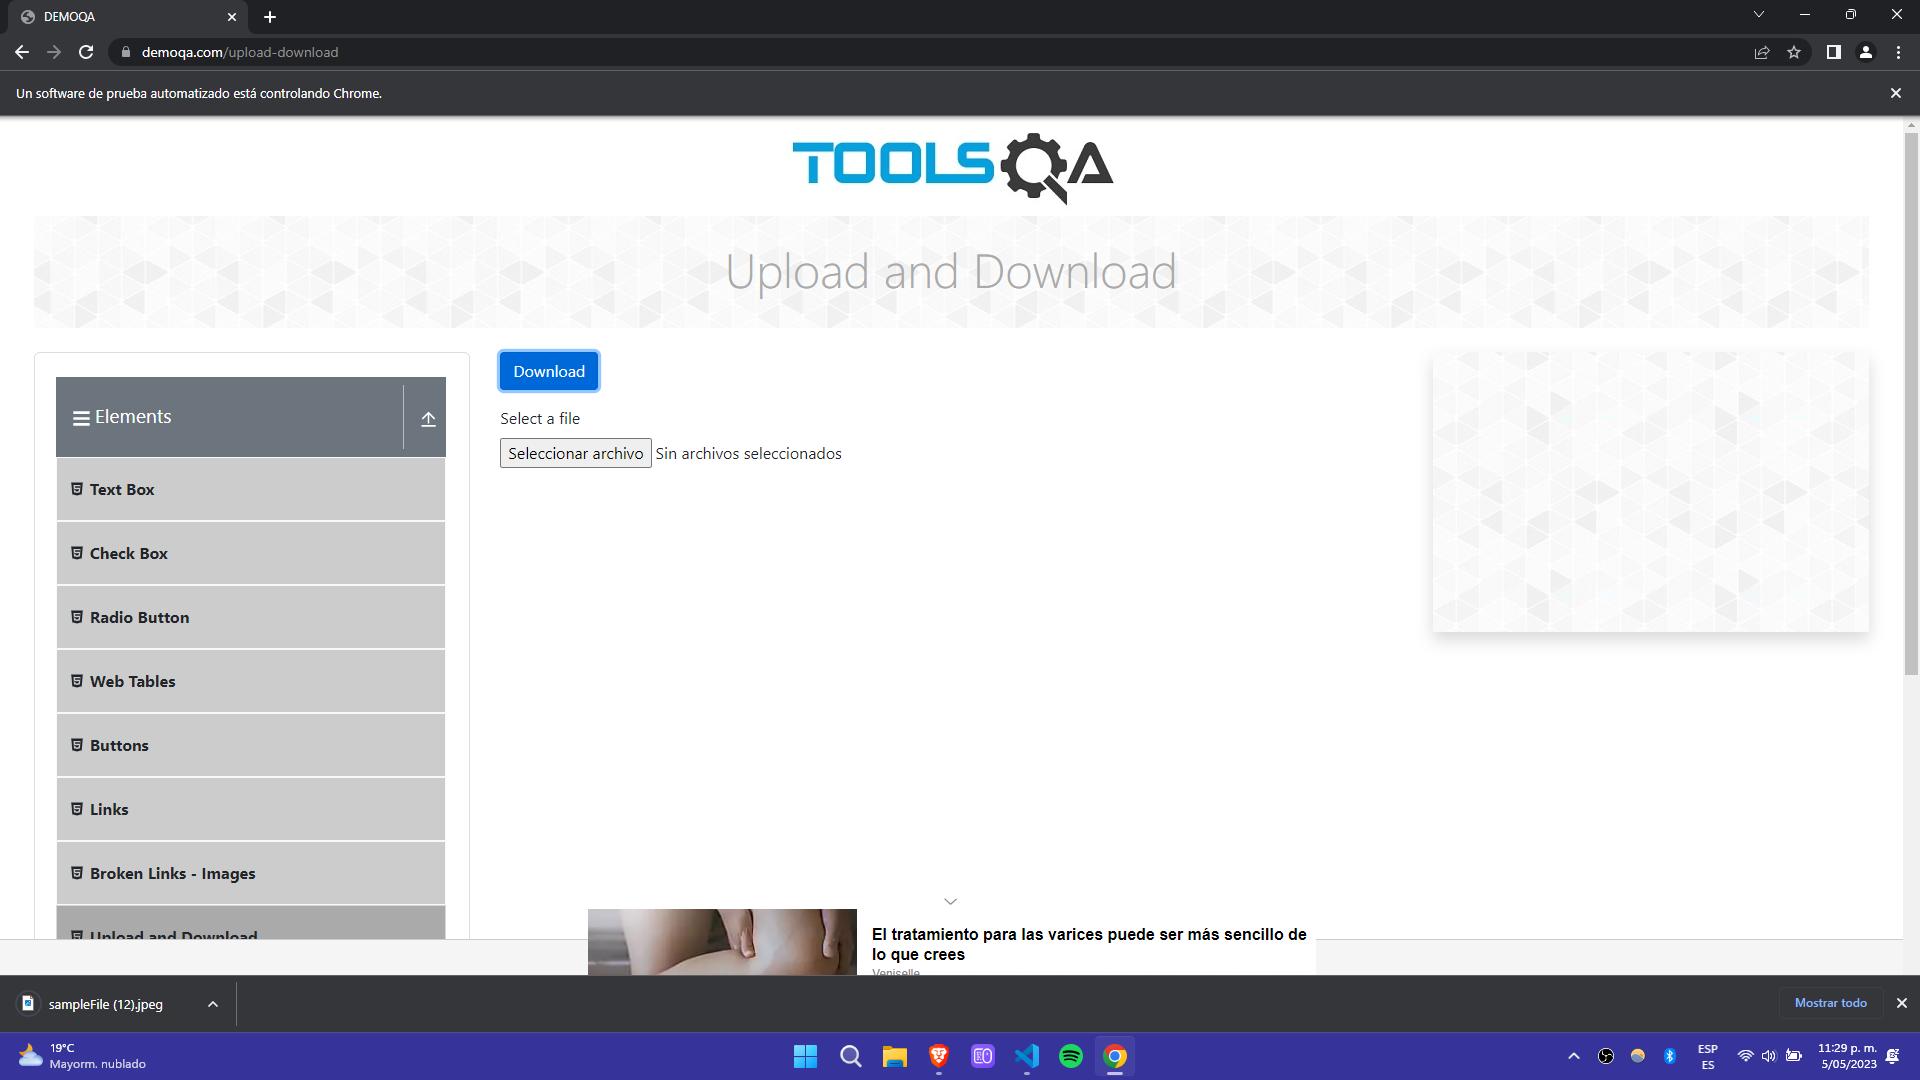 DEMOQA
demoqa.com/upload-download
Un software de prueba automatizado está controlando Chrome.
TOOLSQA
Upload and Download
Elements
Text Box
Check Box
Radio Button
Web Tables
Buttons
Links
Broken Links - Images
Upload and Download
Download
Select a file
Seleccionar archivo Sin archivos seleccionados
El tratamiento para las varices puede ser más sencillo de
lo que crees
Veniselle
sampleFile (12).jpeg
Mostrar todo
19°C
Mayorm. nublado
ESP
ES
11:29 p. m.
5/05/2023